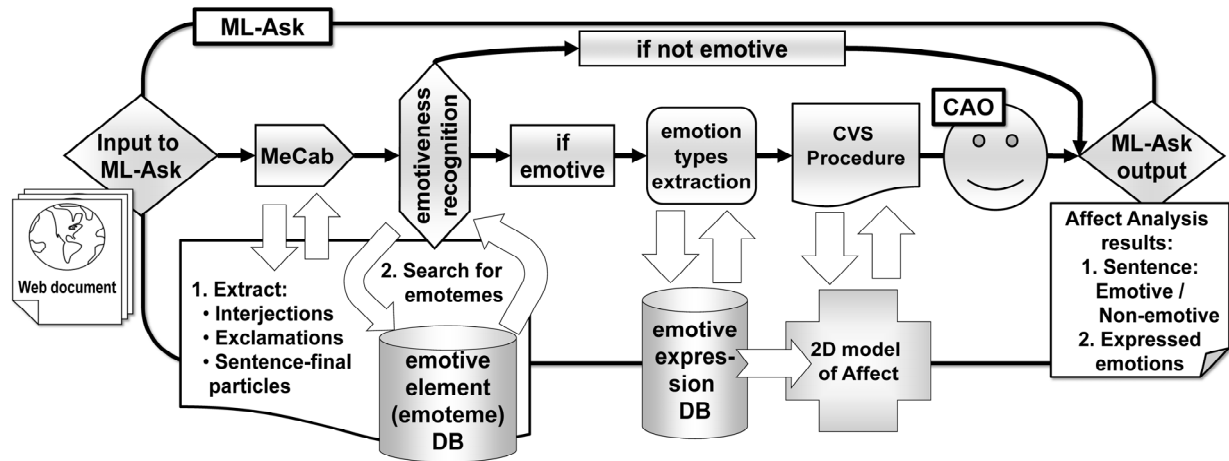 ML-Ask
if not emotive
Input to
ML-Ask
MeCab
emotiveness
recognition
if
emotive
emotion
types
extraction
CVS
Procedure
CAO
ML-Ask
output
Web document
1. Extract:
• Interjections
• Exclamations
• Sentence-final
particles
2. Search for
emotemes
emotive
element
(emoteme)
DB
emotive
expres-
sion
DB
2D model
of Affect
Affect Analysis
results:
1. Sentence:
Emotive /
Non-emotive
2. Expressed
emotions